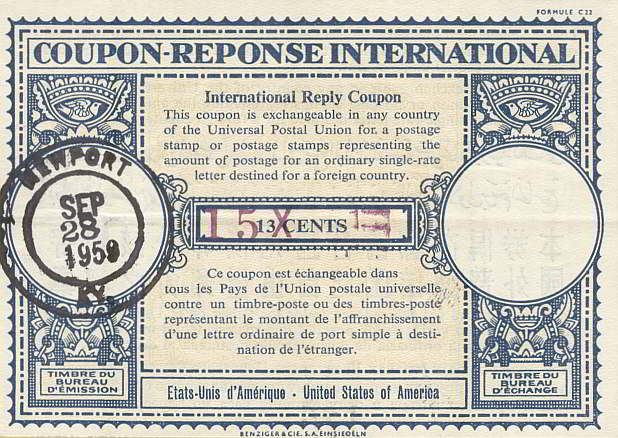 FORMULE C 22
COUPON-REPONSE INTERNATIONAL
International Reply Coupon
This coupon is exchangeable in any country
of the Universal Postal Union for a postage
stamp or postage stamps representing the
amount of postage for an ordinary single-rate
letter destined for a foreign country.
NEWPORT
SEP
28
1959
KY.
15
13 CENTS
Ce coupon est échangeable dans
tous les Pays de l'Union postale universelle
contre un timbre-poste ou des timbres-poste
représentant le montant de l'affranchissement
d'une lettre ordinaire de port simple à desti-
nation de l'étranger.
TIMBRE DU
BUREAU
D'ÉMISSION
Etats-Unis d'Amérique · United States of America
TIMBRE DU
BUREAU
D'ÉCHANGE
BENZIGER & CIE. S.A. EINSIEDELN